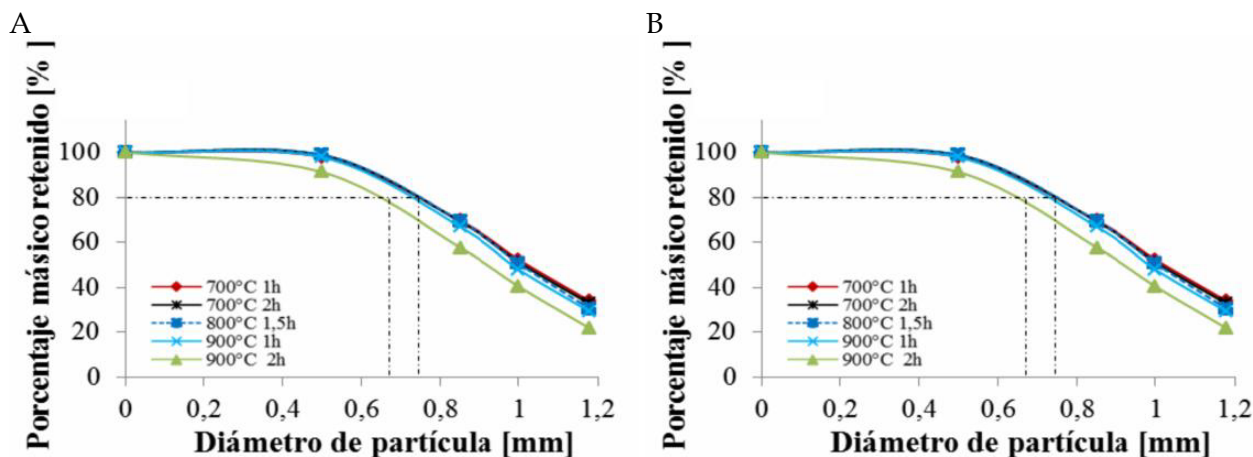 A
Porcentaje másico retenido [% ]
100
80
60
40
20
0
700°C 1h
700°C 2h
800°C 1,5h
900°C 1h
900°C 2h
0 0,2 0,4 0,6 0,8 1 1,2
Diámetro de partícula [mm]
B
Porcentaje másico retenido [% ]
100
80
60
40
20
0
700°C 1h
700°C 2h
800°C 1,5h
900°C 1h
900°C 2h
0 0,2 0,4 0,6 0,8 1 1,2
Diámetro de partícula [mm]